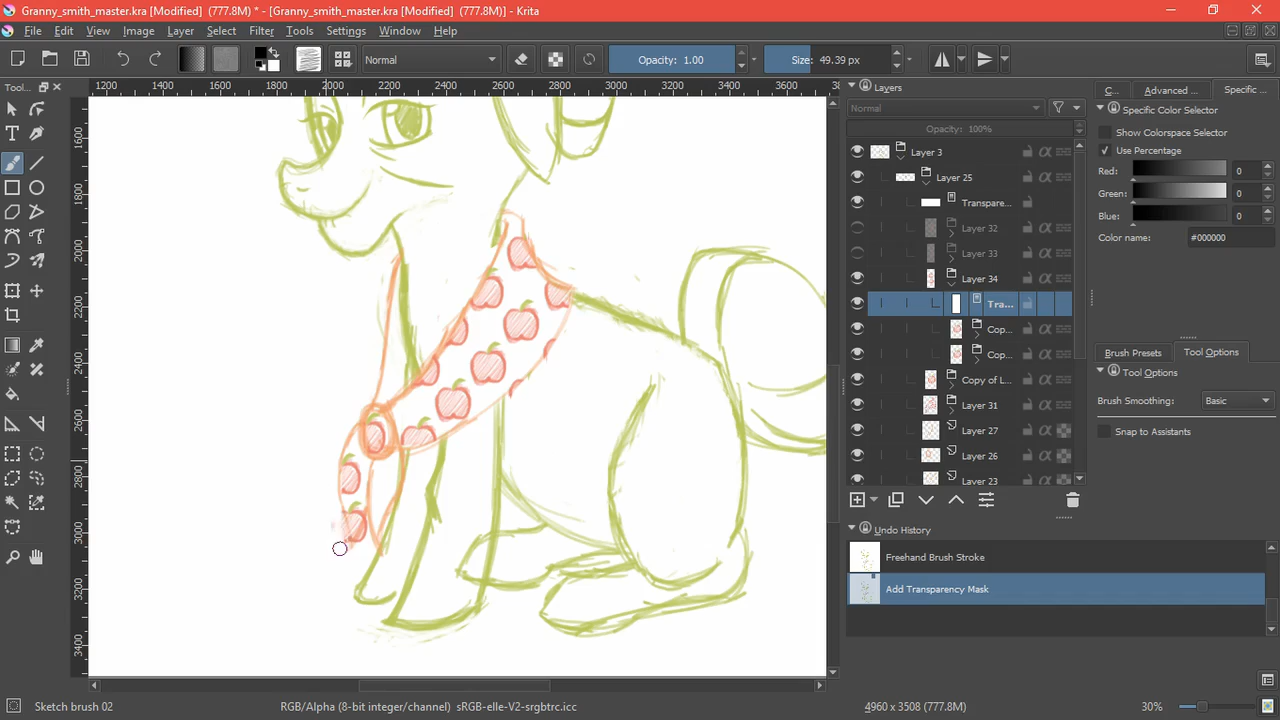 Granny_smith_master.kra [Modified]  (777.8M) * - [Granny_smith_master.kra [Modified]  (777.8M)] - Krita
File Edit View Image Layer Select Filter Tools Settings Window Help
Normal Opacity: 1.00 Size: 49.39 px
Tool... Layers C... Advanced ... Specific ...
1200 1400 1600 1800 2000 2200 2400 2600 2800 3000 3200 3400 3600
Normal Specific Color Selector
Opacity: 100% Show Colorspace Selector
Layer 3 Use Percentage
Layer 25 Red: 0
Transpare... Green: 0
Layer 32 Blue: 0
Layer 33 Color name: #000000
Layer 34
Tra...
Cop...
Cop... Brush Presets Tool Options
Copy of L... Tool Options
Layer 31 Brush Smoothing: Basic
Layer 27 Snap to Assistants
Layer 26
Layer 23
Undo History
Freehand Brush Stroke
Add Transparency Mask
1600
1800
2000
2200
2400
2600
2800
3000
3200
3400
Sketch brush 02 RGB/Alpha (8-bit integer/channel)  sRGB-elle-V2-srgbtrc.icc 4960 x 3508 (777.8M) 30%